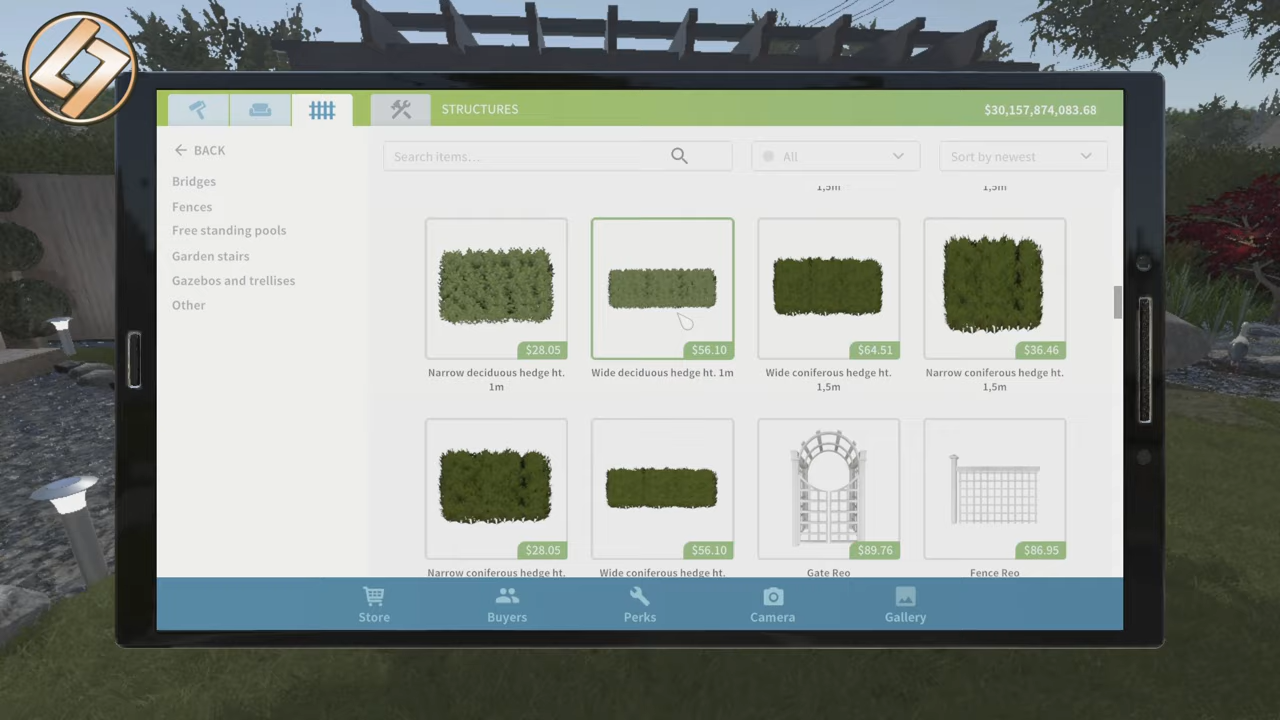 STRUCTURES
$30,157,874,083.68
BACK
Search items....
All
Sort by newest
Bridges
Fences
Free standing pools
Garden stairs
Gazebos and trellises
Other
1,5m
1,5m
$28.05
$56.10
$64.51
$36.46
Narrow deciduous hedge ht.
1m
Wide deciduous hedge ht. 1m
Wide coniferous hedge ht.
1,5m
Narrow coniferous hedge ht.
1,5m
$28.05
$56.10
$89.76
$86.95
Narrow coniferous hedge ht.
Wide coniferous hedge ht.
Gate Reo
Fence Reo
Store
Buyers
Perks
Camera
Gallery